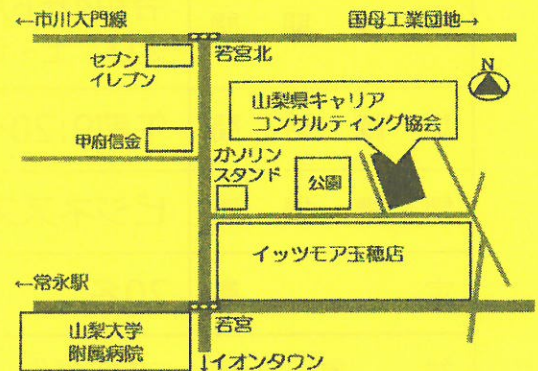 ←市川大門線
国母工業団地→
セブン
イレブン
若宮北
N
山梨県キャリア
コンサルティング協会
甲府信金
ガソリン
スタンド
公園
イッツモア玉穂店
←常永駅
山梨大学
附属病院
若宮
↓イオンタウン